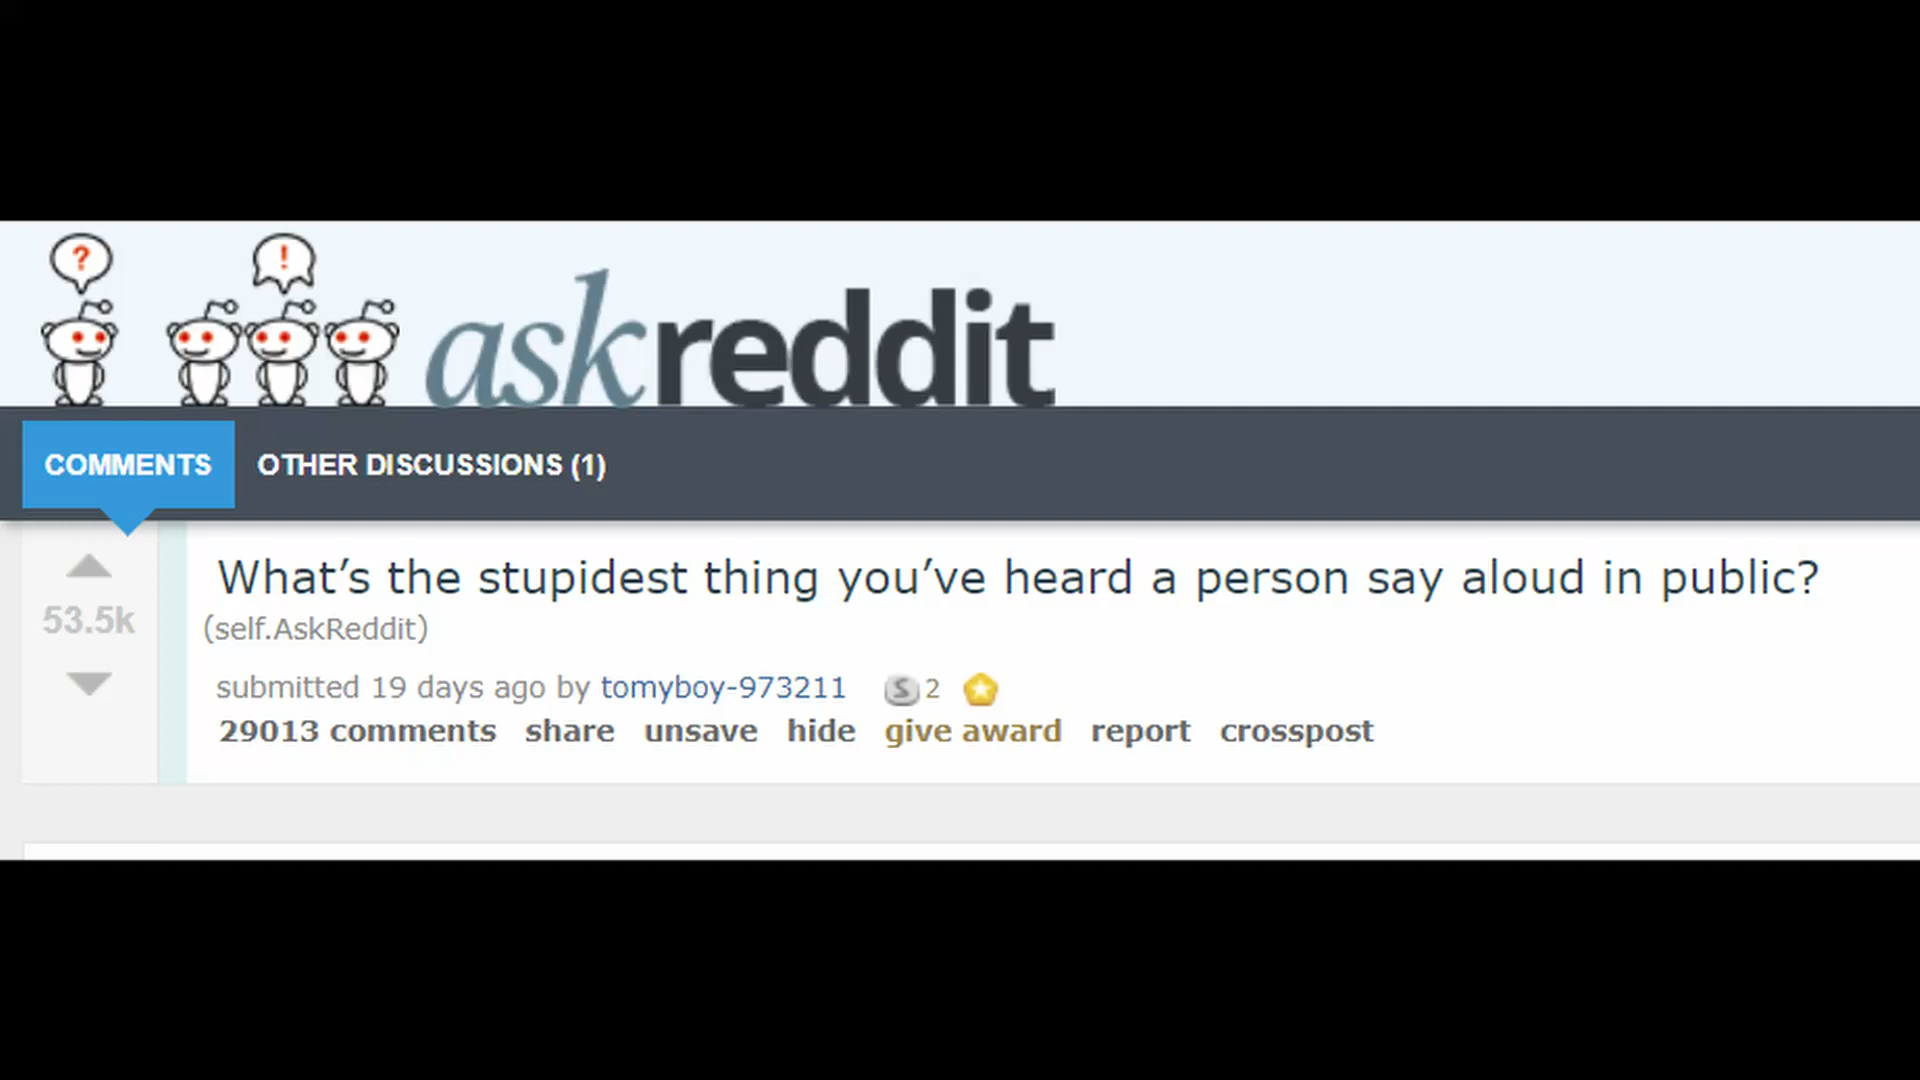 ? !
askreddit
COMMENTS OTHER DISCUSSIONS (1)
What’s the stupidest thing you’ve heard a person say aloud in public?
53.5k
(self.AskReddit)
submitted 19 days ago by tomyboy-973211 S 2
29013 comments share unsave hide give award report crosspost